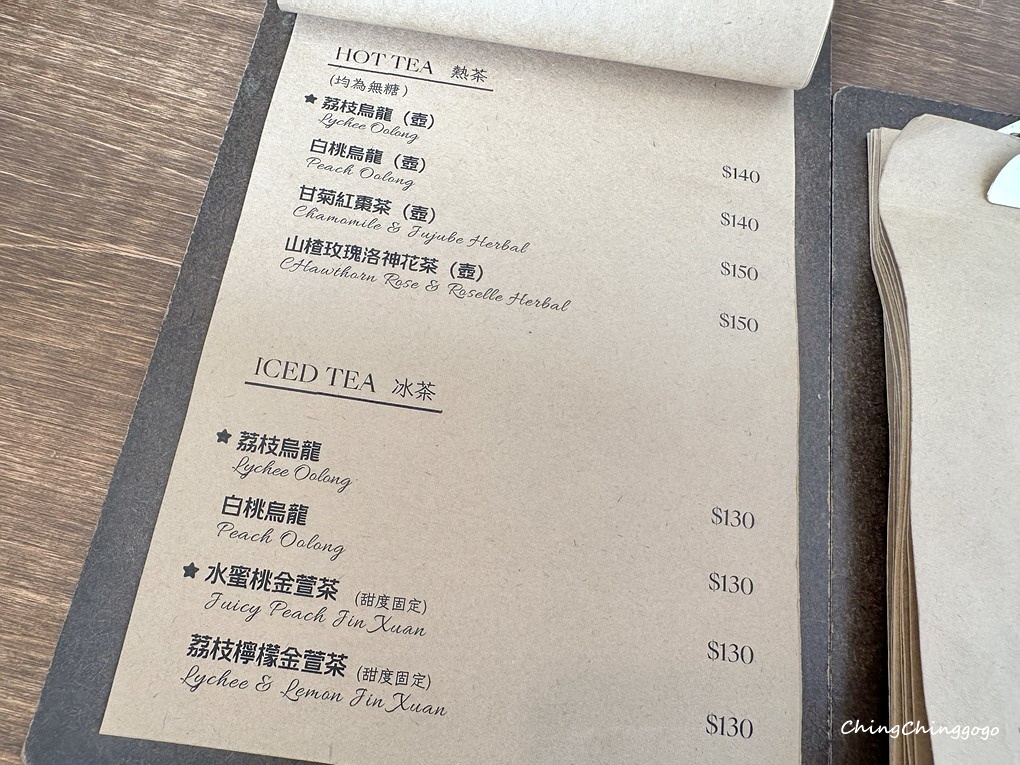 HOT TEA 熱茶
(均為無糖)
★荔枝烏龍（壺）
Lychee Oolong
$140
白桃烏龍（壺）
Peach Oolong
$140
甘菊紅棗茶（壺）
Chamomile & Jujube Herbal
$150
山楂玫瑰洛神花茶（壺）
CHawthorn Rose & Roselle Herbal
$150
ICED TEA 冰茶
★荔枝烏龍
Lychee Oolong
$130
白桃烏龍
Peach Oolong
$130
★水蜜桃金萱茶 (甜度固定)
Juicy Peach Jin Xuan
$130
荔枝檸檬金萱茶 (甜度固定)
Lychee & Lemon Jin Xuan
$130
ChingChinggogo